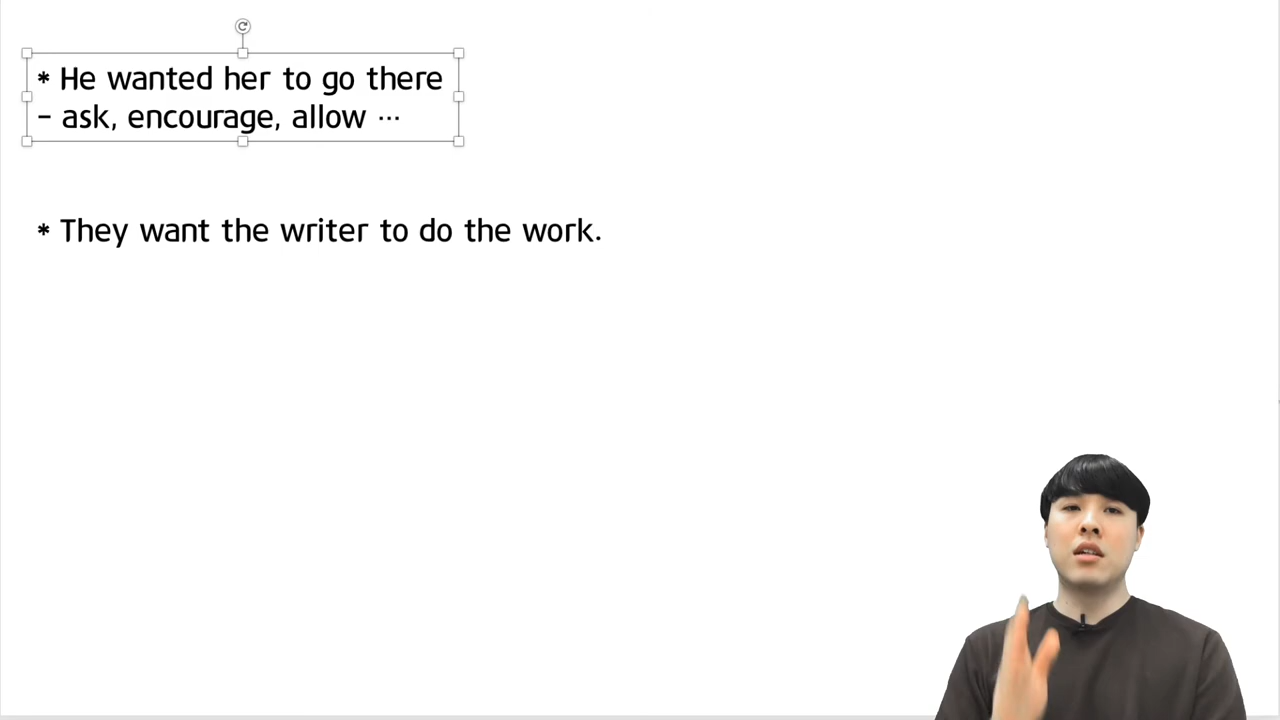 * He wanted her to go there
- ask, encourage, allow ···
* They want the writer to do the work.